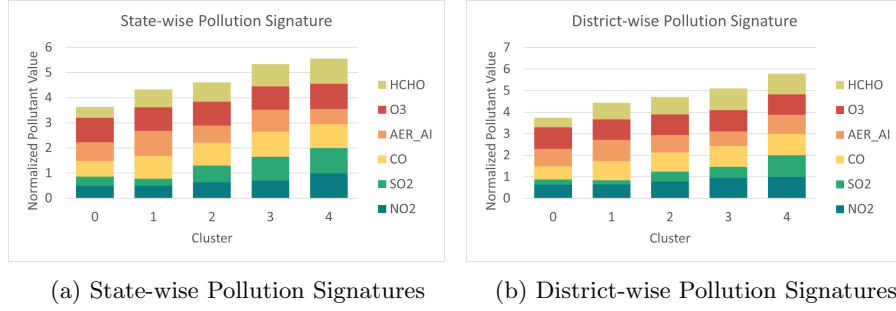 State-wise Pollution Signature
Normalized Pollutant Value
6
5
4
3
2
1
0
0 1 2 3 4
Cluster
HCHO
O3
AER_AI
CO
SO2
NO2
District-wise Pollution Signature
Normalized Pollutant Value
7
6
5
4
3
2
1
0
0 1 2 3 4
Cluster
HCHO
O3
AER_AI
CO
SO2
NO2
(a) State-wise Pollution Signatures
(b) District-wise Pollution Signatures